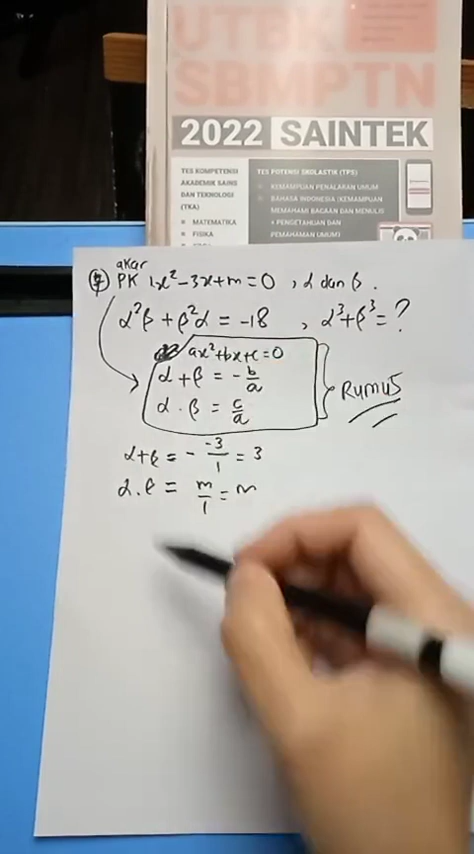 UTBK
SBMPTN
2022 SAINTEK
TES KOMPETENSI
AKADEMIK SAINS
DAN TEKNOLOGI
(TKA)
MATEMATIKA
FISIKA
TES POTENSI SKOLASTIK (TPS)
KEMAMPUAN PENALARAN UMUM
BAHASA INDONESIA (KEMAMPUAN
MEMAHAMI BACAAN DAN MENULIS
PENGETAHUAN DAN
PEMAHAMAN UMUM)
akar
PK 1x²-3x+m=0, α dan β.
α²β+β²α=-18, α³+β³=?
ax²+bx+c=0
α+β=-b/a
α.β=c/a
RUMUS
α+β=--3/1=3
α.β=m/1=m